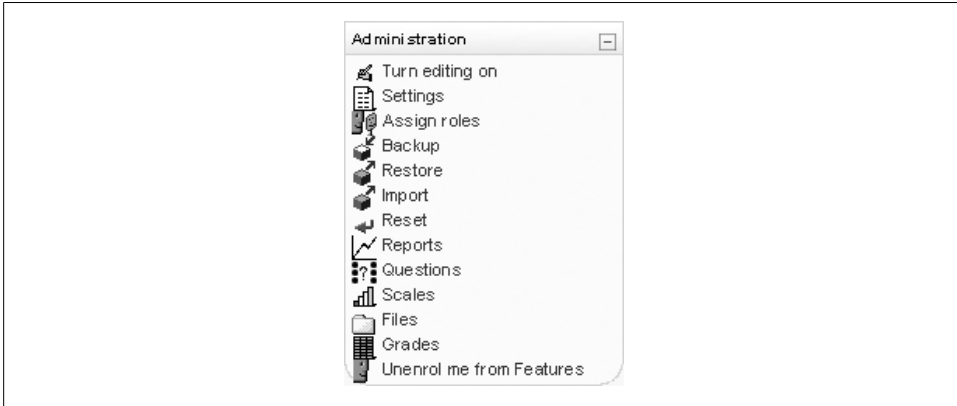 Administration
Turn editing on
Settings
Assign roles
Backup
Restore
Import
Reset
Reports
Questions
Scales
Files
Grades
Unenrol me from Features